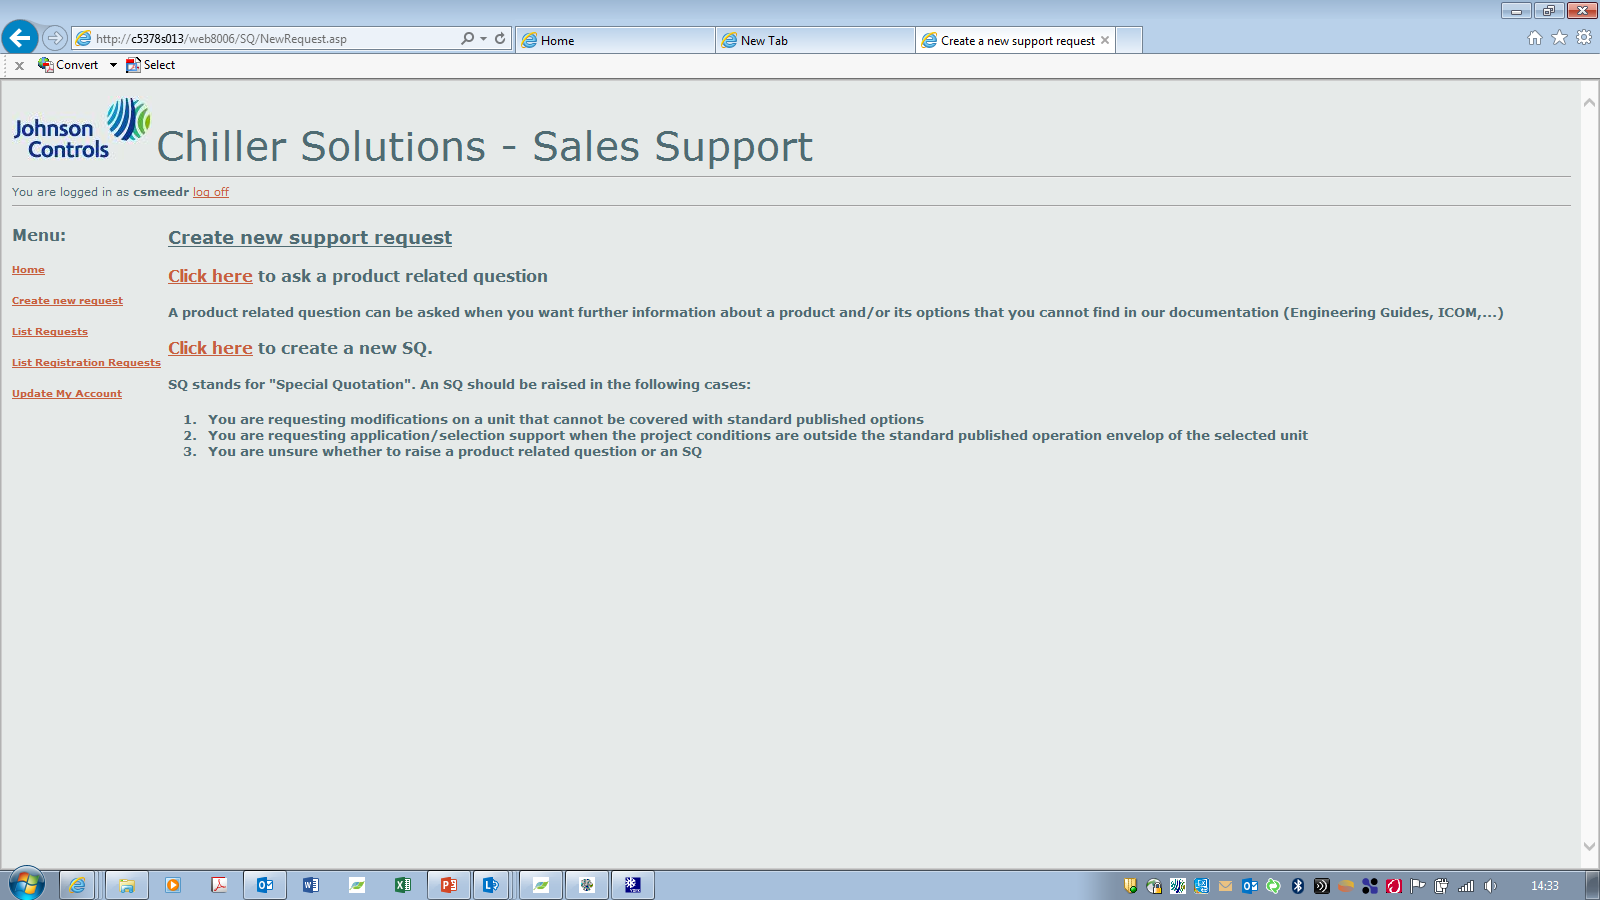 http://c5378s013/web8006/SQ/NewRequest.asp
Home
New Tab
Create a new support request
Convert
Select
Johnson Controls
Chiller Solutions - Sales Support
You are logged in as csmeedr log off
Menu:
Home
Create new request
List Requests
List Registration Requests
Update My Account
Create new support request
Click here to ask a product related question
A product related question can be asked when you want further information about a product and/or its options that you cannot find in our documentation (Engineering Guides, ICOM,...)
Click here to create a new SQ.
SQ stands for "Special Quotation". An SQ should be raised in the following cases:
1. You are requesting modifications on a unit that cannot be covered with standard published options
2. You are requesting application/selection support when the project conditions are outside the standard published operation envelop of the selected unit
3. You are unsure whether to raise a product related question or an SQ
14:33